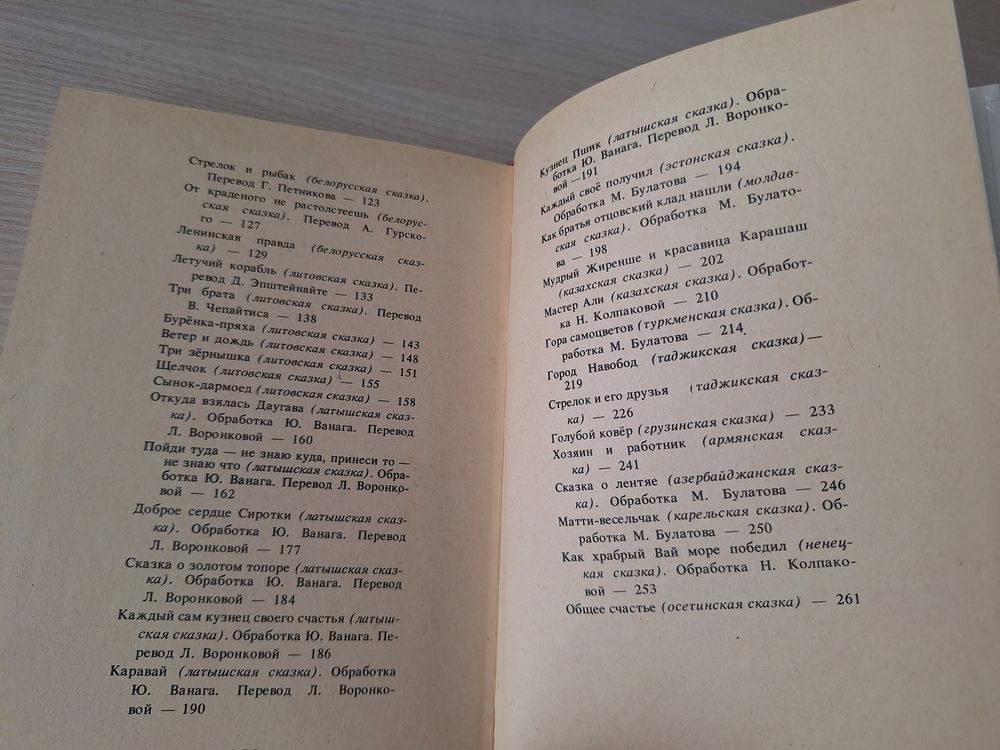 Стрелок и рыбак (белорусская сказка).
Перевод Г. Петникова — 123
От краденого не растолстеешь (белорус-
ская сказка). Перевод А. Гурско-
го — 127
Ленинская правда (белорусская сказ-
ка) — 129
Летучий корабль (литовская сказка). Пе-
ревод Д. Эпштейнайте — 133
Три брата (литовская сказка). Перевод
В. Чепайтиса — 138
Бурёнка-пряха (литовская сказка) — 143
Ветер и дождь (литовская сказка) — 148
Три зёрнышка (литовская сказка) — 151
Щелчок (литовская сказка) — 155
Сынок-дармоед (литовская сказка) — 158
Откуда взялась Даугава (латышская сказ-
ка). Обработка Ю. Ванага. Перевод
Л. Воронковой — 160
Пойди туда — не знаю куда, принеси то —
не знаю что (латышская сказка). Обра-
ботка Ю. Ванага. Перевод Л. Воронко-
вой — 162
Доброе сердце Сиротки (латышская сказ-
ка). Обработка Ю. Ванага. Перевод
Л. Воронковой — 177
Сказка о золотом топоре (латышская сказ-
ка). Обработка Ю. Ванага. Перевод
Л. Воронковой — 184
Каждый сам кузнец своего счастья (латыш-
ская сказка). Обработка Ю. Ванага. Пе-
ревод Л. Воронковой — 186
Каравай (латышская сказка). Обработка
Ю. Ванага. Перевод Л. Воронко-
вой — 190
Кузнец Пшик (латышская сказка). Обра-
ботка Ю. Ванага. Перевод Л. Воронко-
вой —191
Каждый своё получил (эстонская сказка).
Обработка М. Булатова — 194
Как братья отцовский клад нашли (молдав-
ская сказка). Обработка М. Булато-
ва — 198
Мудрый Жиренше и красавица Карашаш
(казахская сказка) — 202
Мастер Али (казахская сказка). Обработ-
ка Н. Колпаковой — 210
Гора самоцветов (туркменская сказка). Об-
работка М. Булатова — 214
Город Навобод (таджикская сказка) —
219
Стрелок и его друзья (таджикская сказ-
ка) — 226
Голубой ковёр (грузинская сказка) — 233
Хозяин и работник (армянская сказ-
ка) — 241
Сказка о лентяе (азербайджанская сказ-
ка). Обработка М. Булатова — 246
Матти-весельчак (карельская сказка). Об-
работка М. Булатова — 250
Как храбрый Вай море победил (ненец-
кая сказка). Обработка Н. Колпако-
вой — 253
Общее счастье (осетинская сказка) — 261